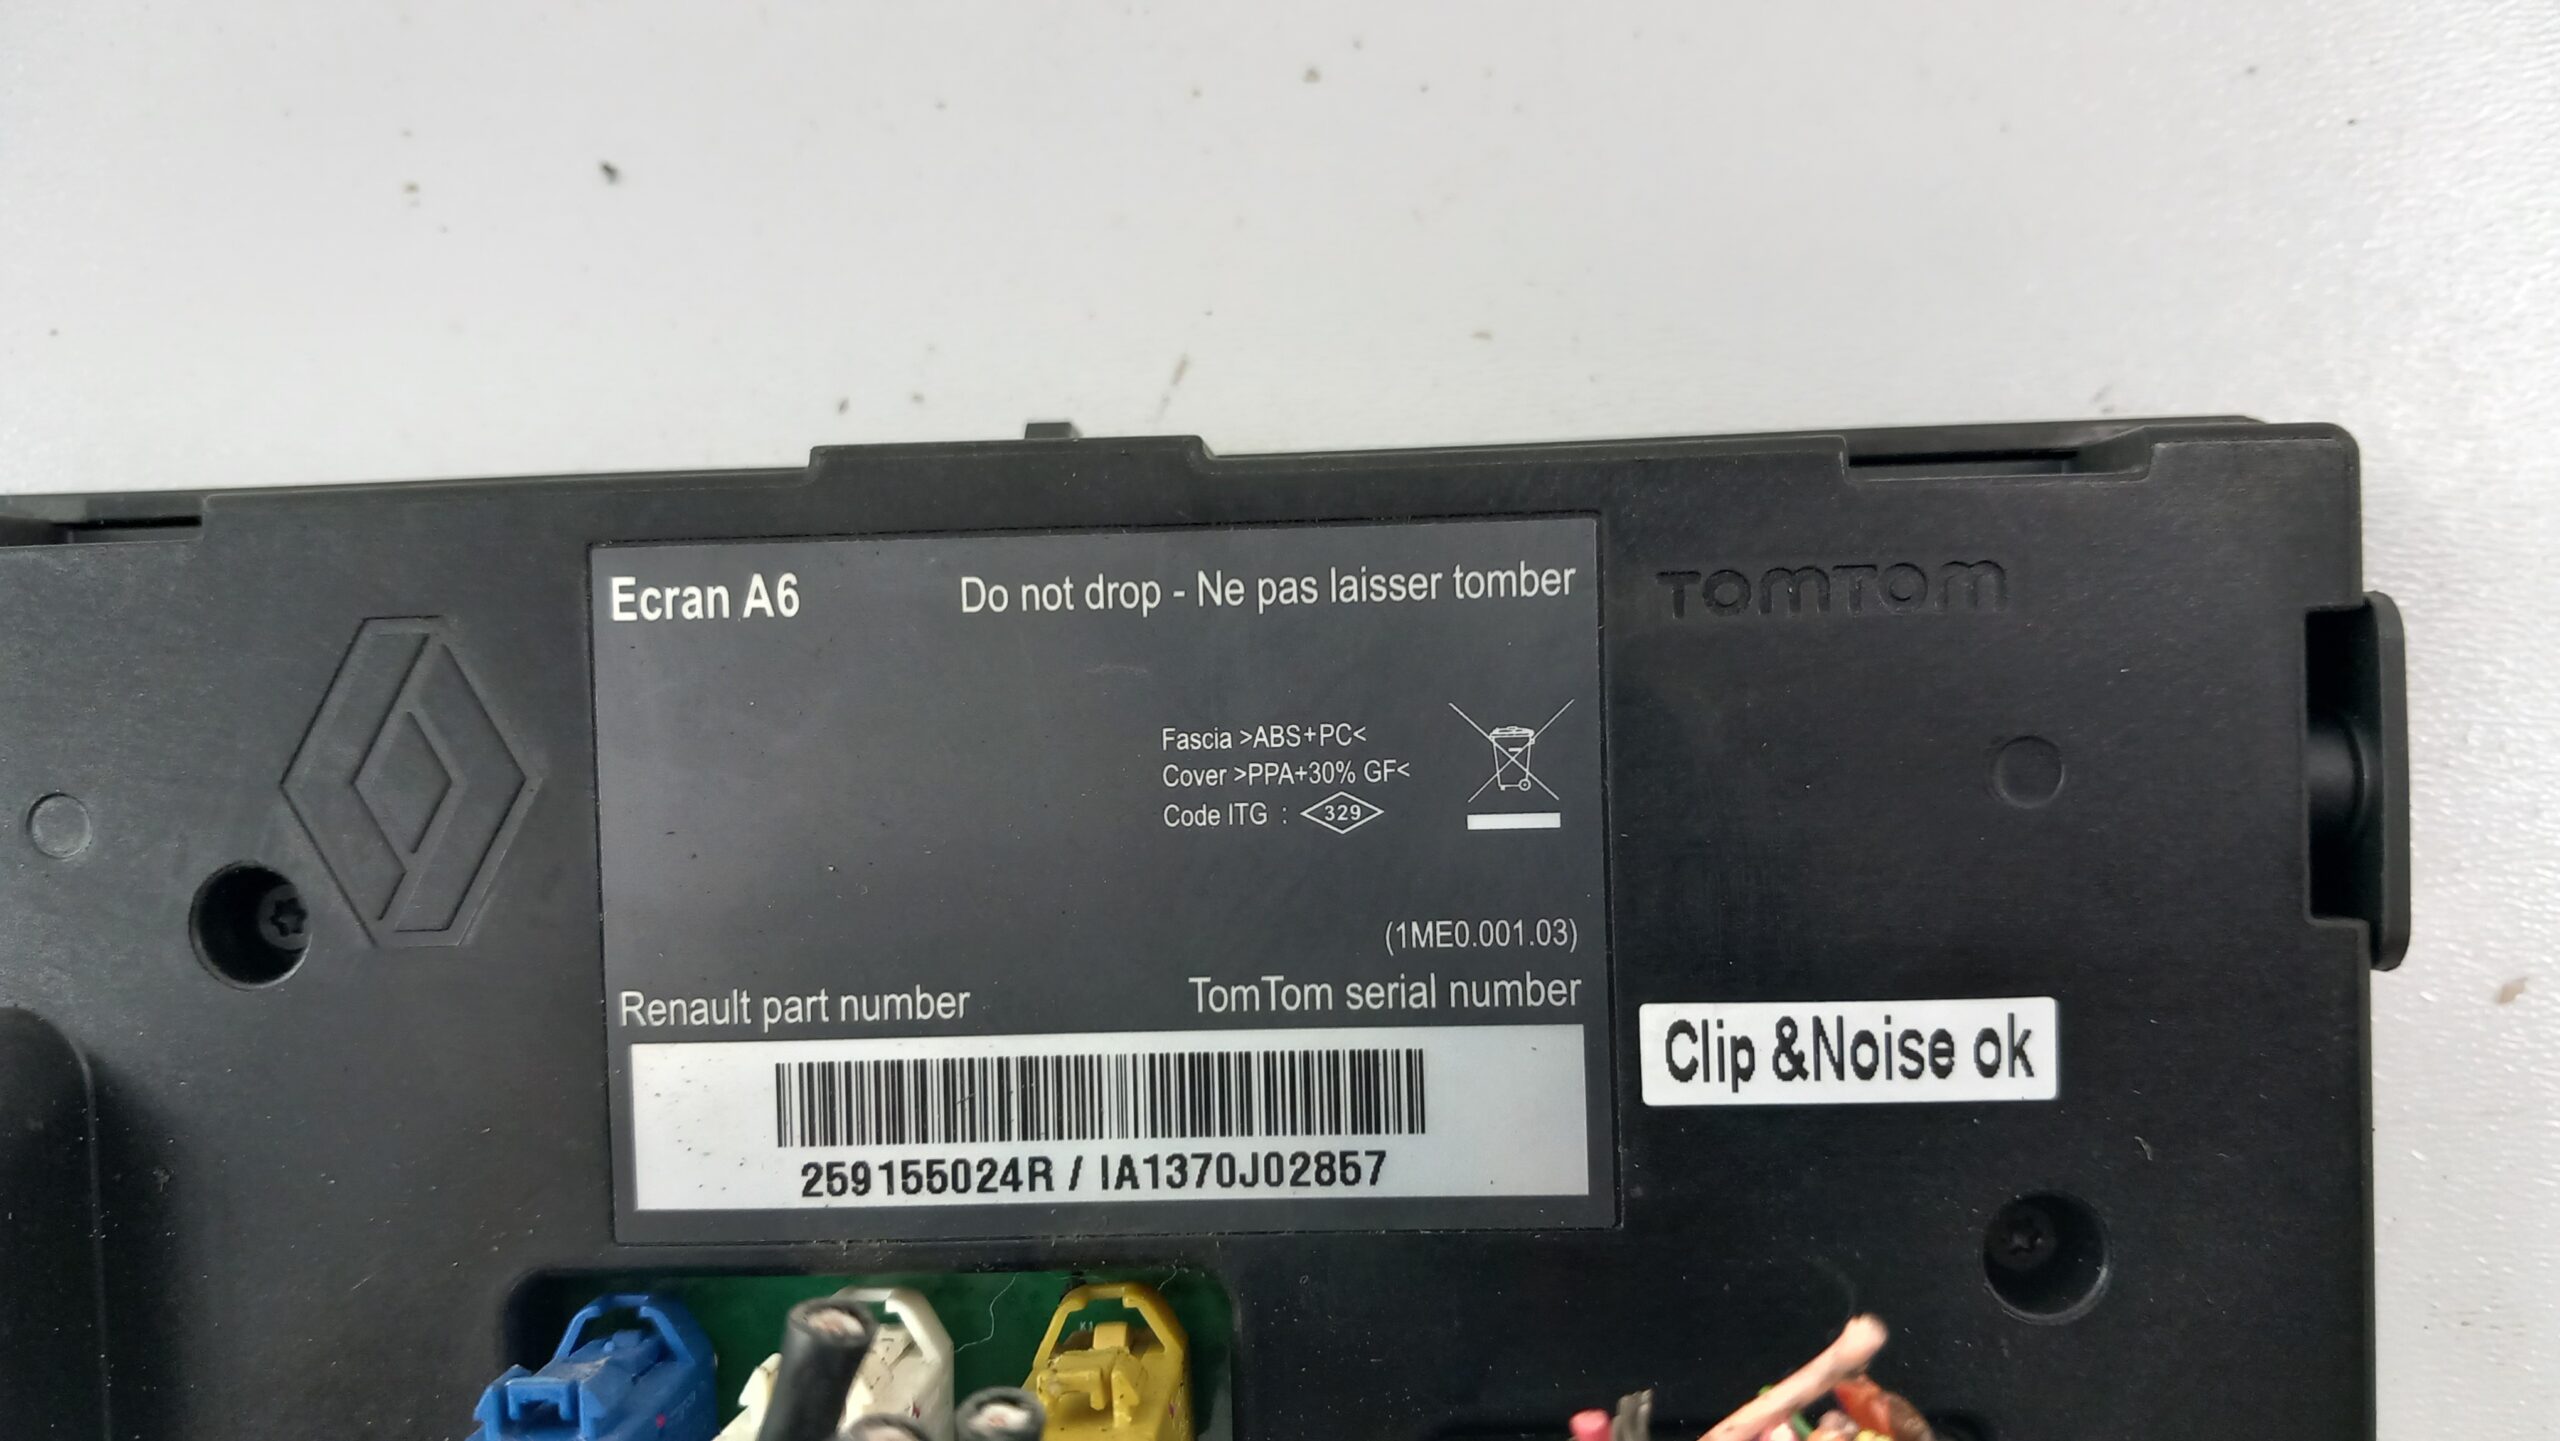 Ecran A6
Do not drop - Ne pas laisser tomber
TOMTOM
Fascia >ABS+PC<
Cover >PPA+30% GF<
Code ITG : 329
(1ME0.001.03)
Renault part number
TomTom serial number
Clip &Noise ok
259155024R / IA1370J02857
K1